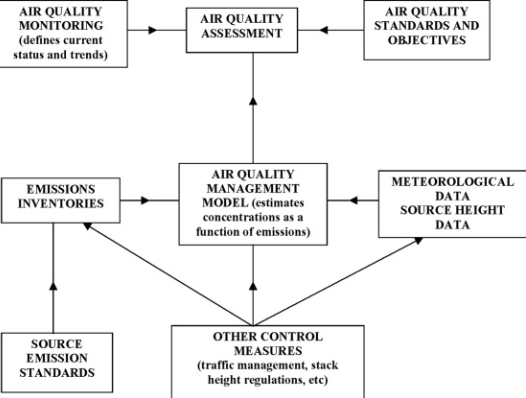 AIR QUALITY
MONITORING
(defines current
status and trends)
AIR QUALITY
ASSESSMENT
AIR QUALITY
STANDARDS AND
OBJECTIVES
EMISSIONS
INVENTORIES
AIR QUALITY
MANAGEMENT
MODEL (estimates
concentrations as a
function of emissions)
METEOROLOGICAL
DATA
SOURCE HEIGHT
DATA
SOURCE
EMISSION
STANDARDS
OTHER CONTROL
MEASURES
(traffic management, stack
height regulations, etc)